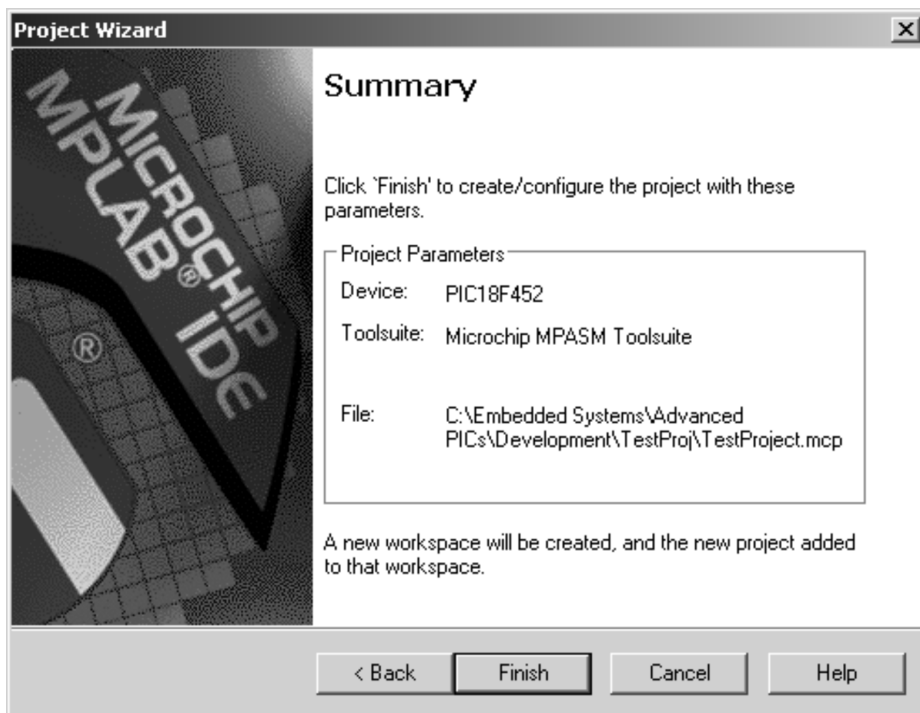 Project Wizard
MICROCHIP
MPLAB® IDE
®
Summary
Click `Finish' to create/configure the project with these
parameters.
Project Parameters
Device: PIC18F452
Toolsuite: Microchip MPASM Toolsuite
File: C:\Embedded Systems\Advanced
PICs\Development\TestProj\TestProject.mcp
A new workspace will be created, and the new project added
to that workspace.
< Back Finish Cancel Help